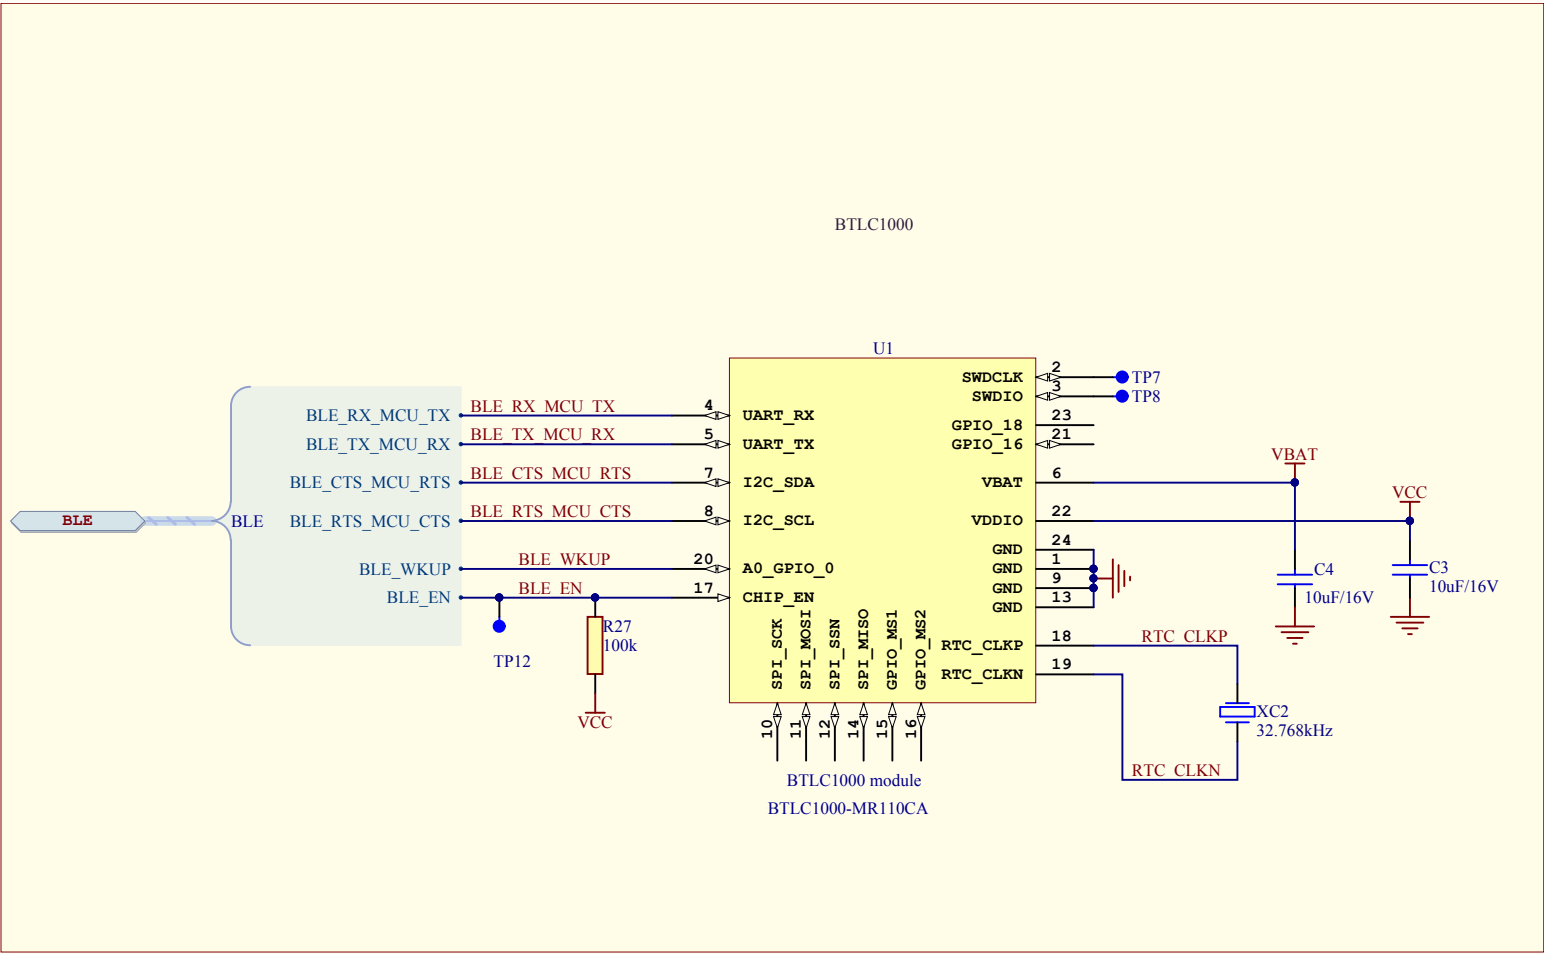 BTLC1000
U1
BLE
BLE
BLE_RX_MCU_TX
BLE_TX_MCU_RX
BLE_CTS_MCU_RTS
BLE_RTS_MCU_CTS
BLE_WKUP
BLE_EN
BLE_RX_MCU_TX
BLE_TX_MCU_RX
BLE_CTS_MCU_RTS
BLE_RTS_MCU_CTS
BLE_WKUP
BLE_EN
TP12
R27
100k
VCC
4
5
7
8
20
17
UART_RX
UART_TX
I2C_SDA
I2C_SCL
A0_GPIO_0
CHIP_EN
SPI_SCK
SPI_MOSI
SPI_SSN
SPI_MISO
GPIO_MS1
GPIO_MS2
10
11
12
14
15
16
SWDCLK
SWDIO
GPIO_18
GPIO_16
VBAT
VDDIO
GND
GND
GND
GND
RTC_CLKP
RTC_CLKN
2
3
23
21
6
22
24
1
9
13
18
19
TP7
TP8
VBAT
VCC
C4
10uF/16V
C3
10uF/16V
RTC_CLKP
XC2
32.768kHz
RTC_CLKN
BTLC1000 module
BTLC1000-MR110CA